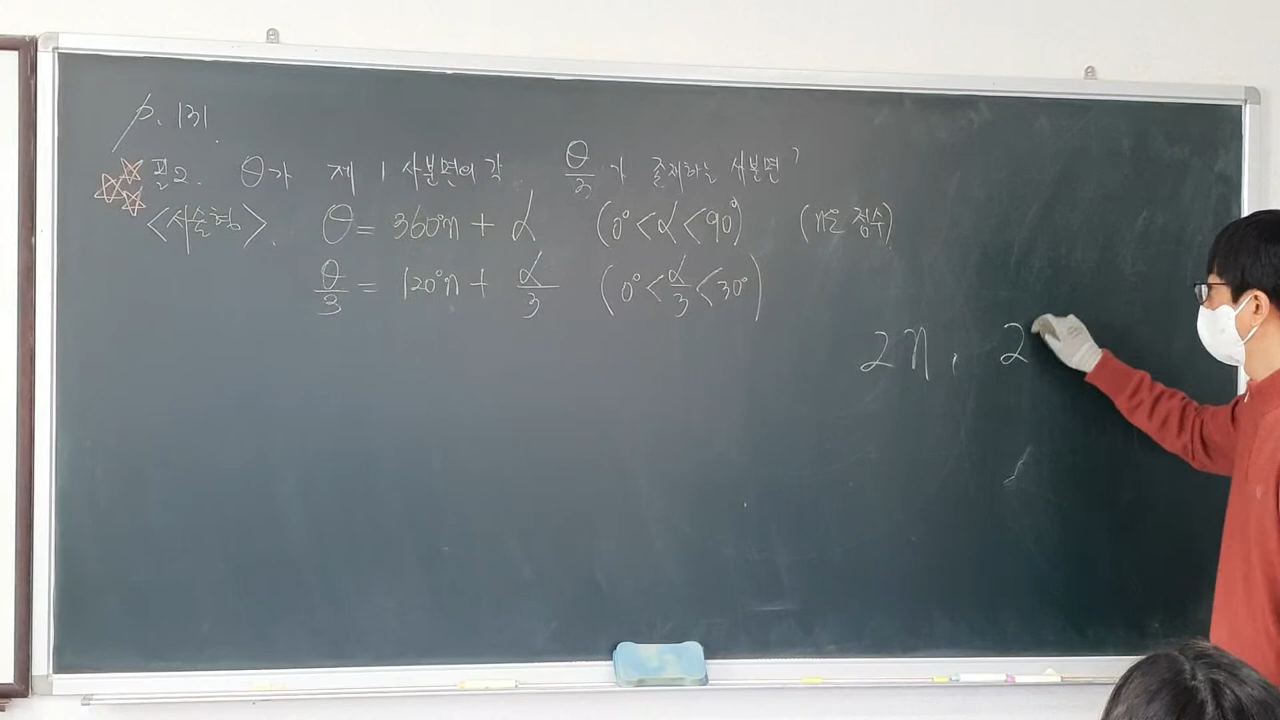 p. 131.
필2. θ가 제 1 사분면의 각 θ/3 가 존재하는 사분면?
<서술형>. θ = 360°n + α (0° < α < 90°) (n은 정수)
θ/3 = 120°n + α/3 (0° < α/3 < 30°)
2n, 2